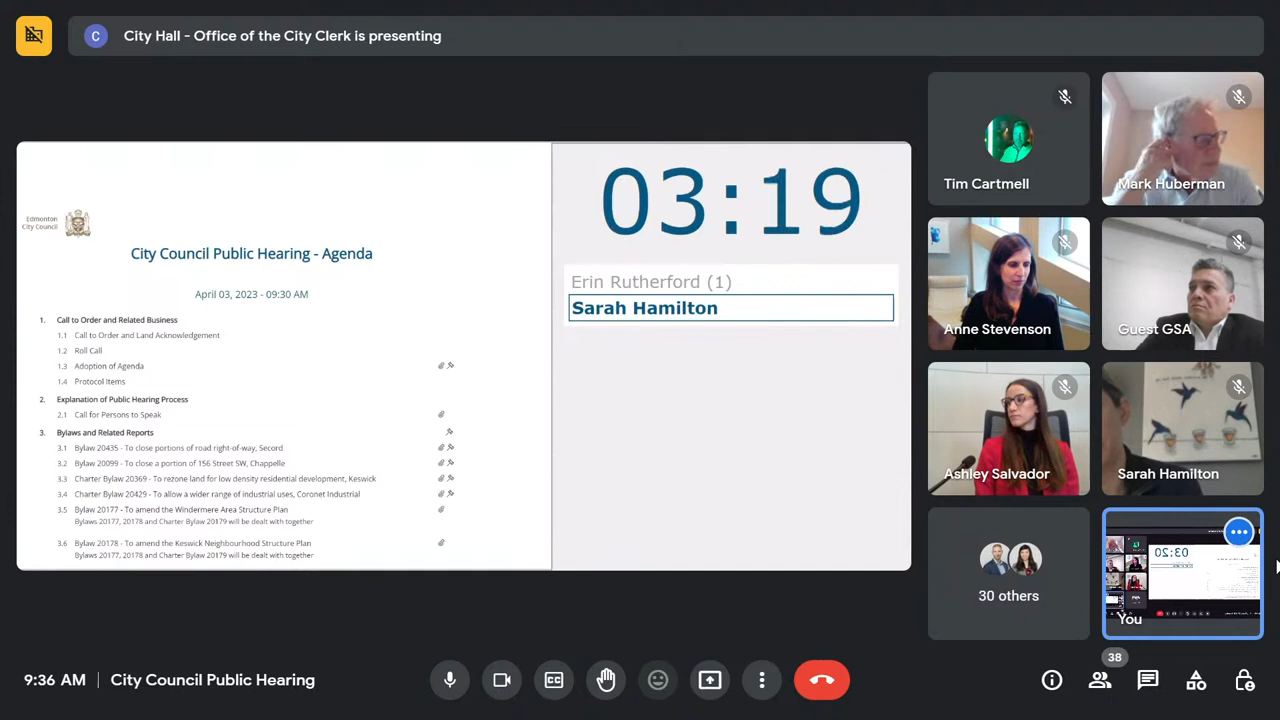 C
City Hall - Office of the City Clerk is presenting
Edmonton
City Council
City Council Public Hearing - Agenda
April 03, 2023 - 09:30 AM
1. Call to Order and Related Business
1.1 Call to Order and Land Acknowledgement
1.2 Roll Call
1.3 Adoption of Agenda
1.4 Protocol Items
2. Explanation of Public Hearing Process
2.1 Call for Persons to Speak
3. Bylaws and Related Reports
3.1 Bylaw 20435 - To close portions of road right-of-way, Secord
3.2 Bylaw 20099 - To close a portion of 156 Street SW, Chappelle
3.3 Charter Bylaw 20369 - To rezone land for low density residential development, Keswick
3.4 Charter Bylaw 20429 - To allow a wider range of industrial uses, Coronet Industrial
3.5 Bylaw 20177 - To amend the Windermere Area Structure Plan
Bylaws 20177, 20178 and Charter Bylaw 20179 will be dealt with together
3.6 Bylaw 20178 - To amend the Keswick Neighbourhood Structure Plan
Bylaws 20177, 20178 and Charter Bylaw 20179 will be dealt with together
03:19
Erin Rutherford (1)
Sarah Hamilton
Tim Cartmell
Mark Huberman
Anne Stevenson
Guest GSA
Ashley Salvador
Sarah Hamilton
30 others
03:20
You
9:36 AM | City Council Public Hearing
CC
38